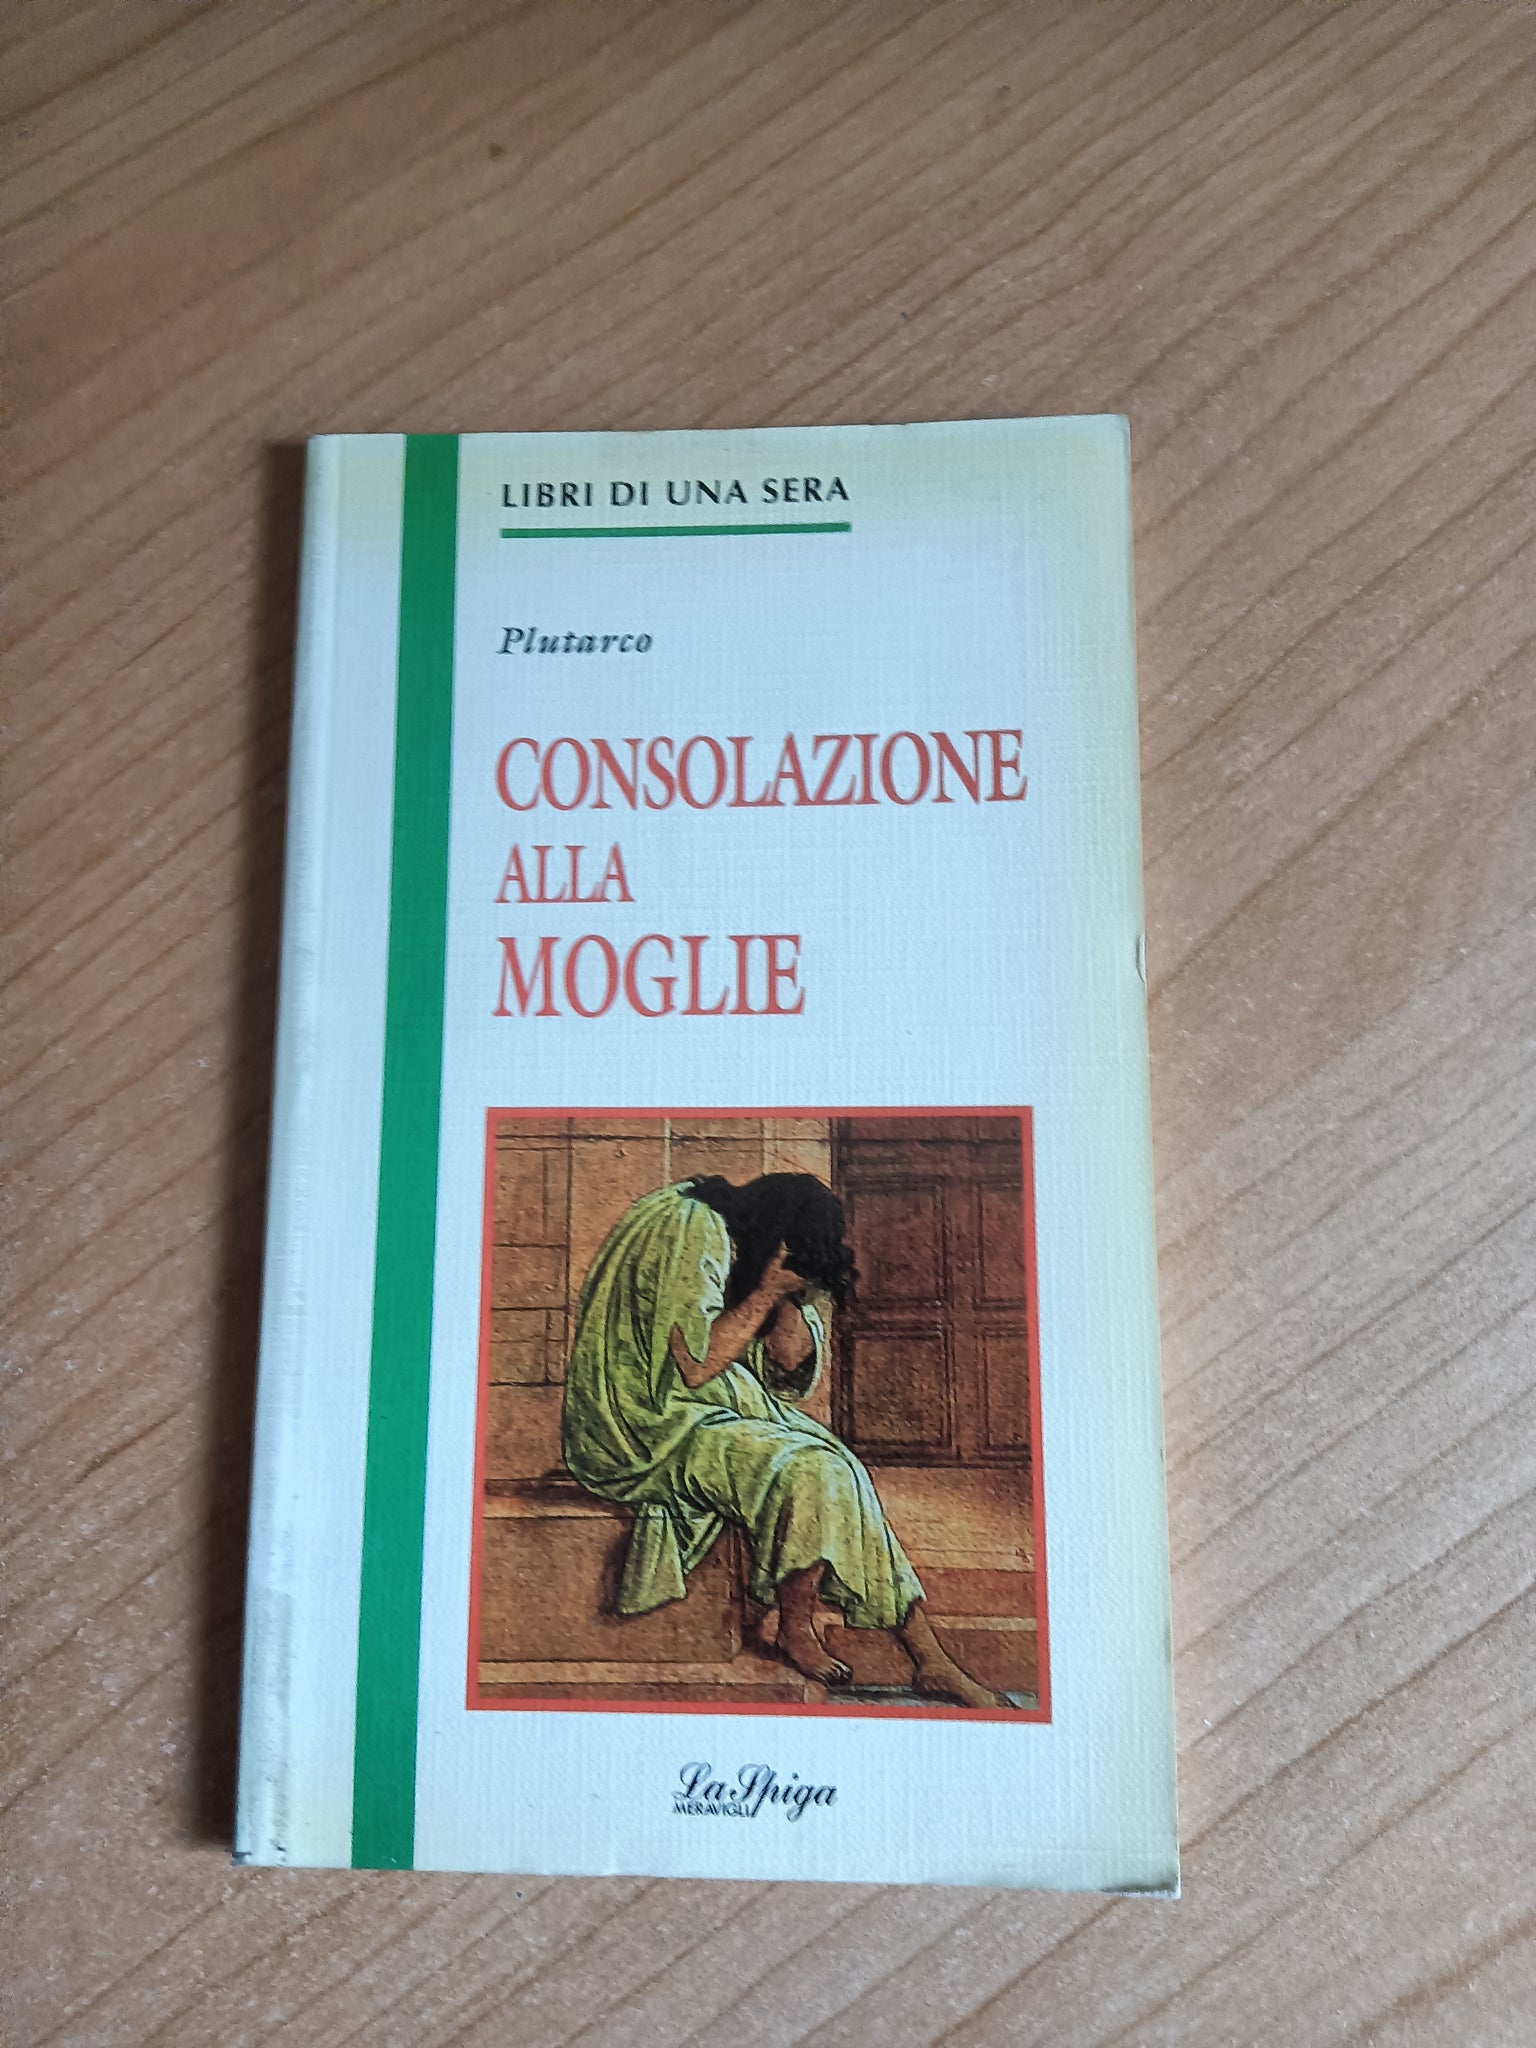 LIBRI DI UNA SERA
Plutarco
CONSOLAZIONE
ALLA
MOGLIE
La Spiga
MERAVIGLI